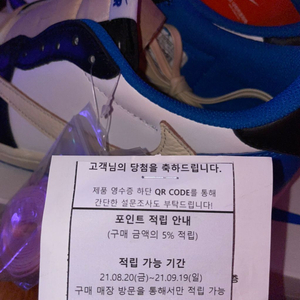 고객님의 당첨을 축하드립니다.
제품 영수증 하단 QR CODE를 통해
간단한 설문조사도 부탁드립니다!
포인트 적립 안내
(구매 금액의 5% 적립)
적립 가능 기간
21.08.20(금)~21.09.19(일)
구매 매장 방문을 통해서만 적립 가능